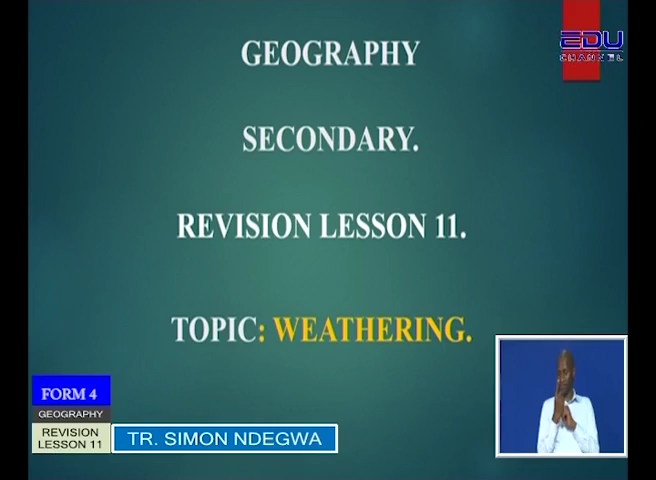 GEOGRAPHY
EDU
CHANNEL
SECONDARY.
REVISION LESSON 11.
TOPIC: WEATHERING.
FORM 4
GEOGRAPHY
REVISION
LESSON 11
TR. SIMON NDEGWA